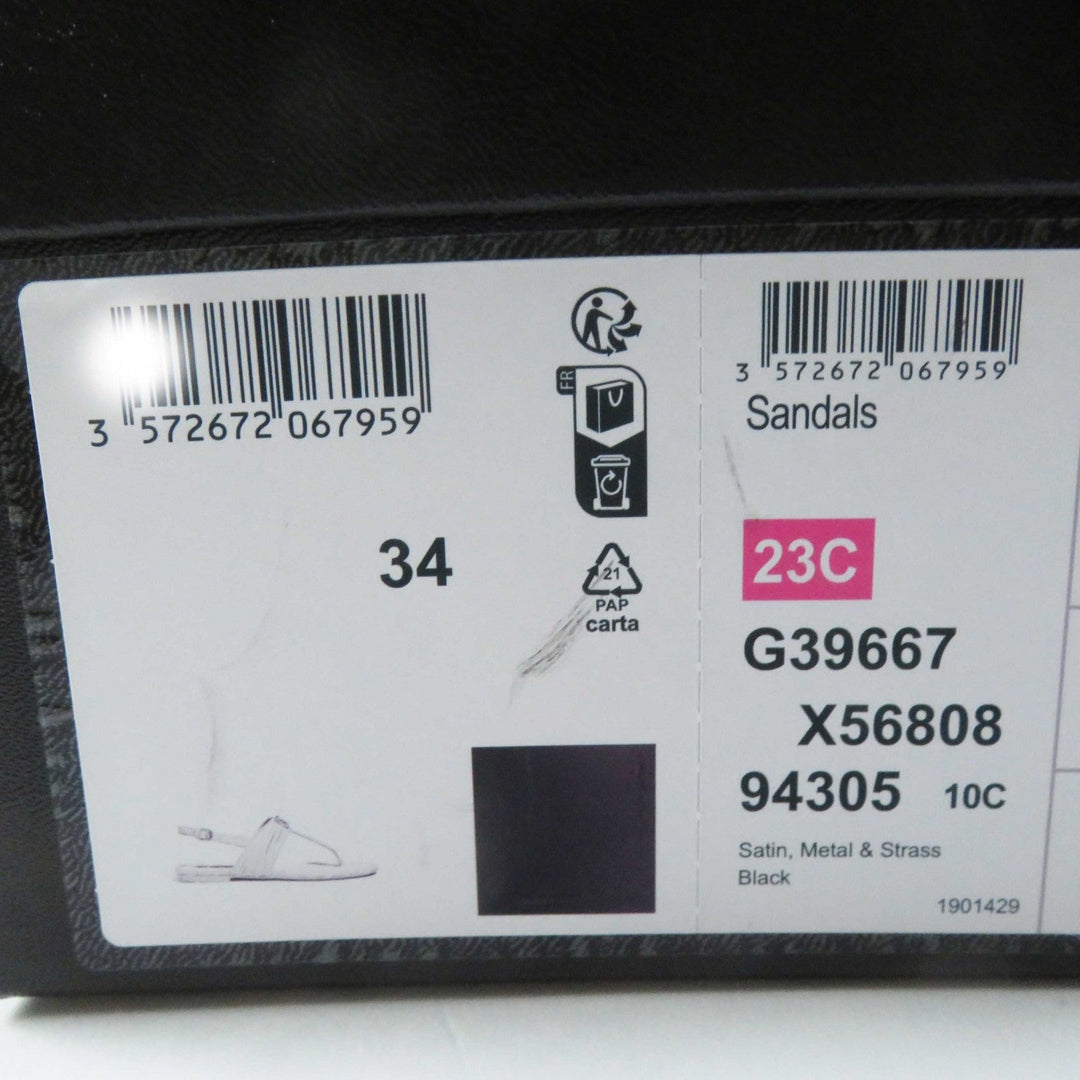 3 572672 067959
FR
34
21
PAP
carta
3 572672 067959
Sandals
23C
G39667
X56808
94305 10C
Satin, Metal & Strass
Black
1901429